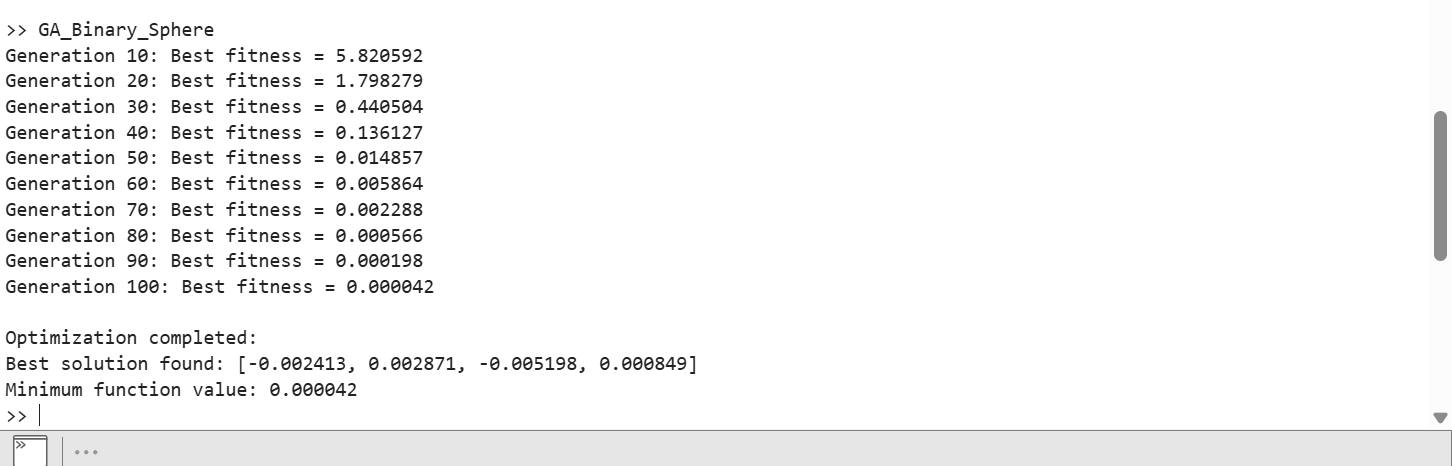 >> GA_Binary_Sphere
Generation 10: Best fitness = 5.820592
Generation 20: Best fitness = 1.798279
Generation 30: Best fitness = 0.440504
Generation 40: Best fitness = 0.136127
Generation 50: Best fitness = 0.014857
Generation 60: Best fitness = 0.005864
Generation 70: Best fitness = 0.002288
Generation 80: Best fitness = 0.000566
Generation 90: Best fitness = 0.000198
Generation 100: Best fitness = 0.000042
Optimization completed:
Best solution found: [-0.002413, 0.002871, -0.005198, 0.000849]
Minimum function value: 0.000042
>>